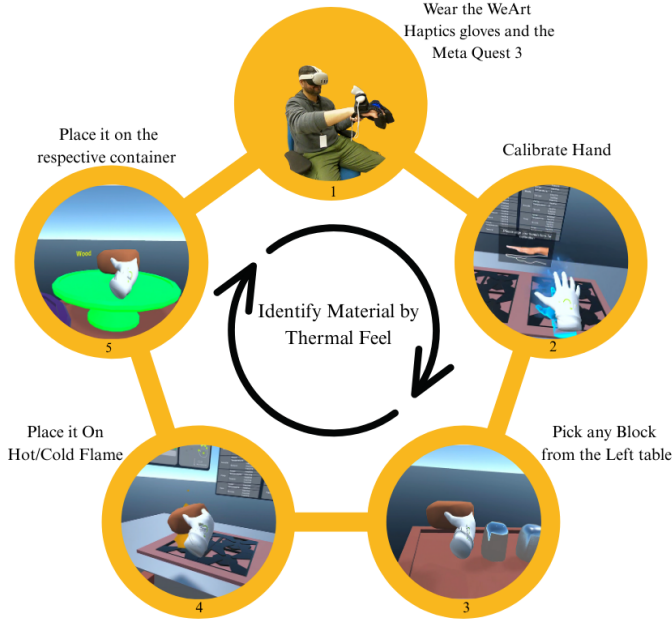 Wear the WeArt
Haptics gloves and the
Meta Quest 3
1
Calibrate Hand
2
Pick any Block
from the Left table
3
Place it On
Hot/Cold Flame
4
Place it on the
respective container
Wood
5
Identify Material by
Thermal Feel